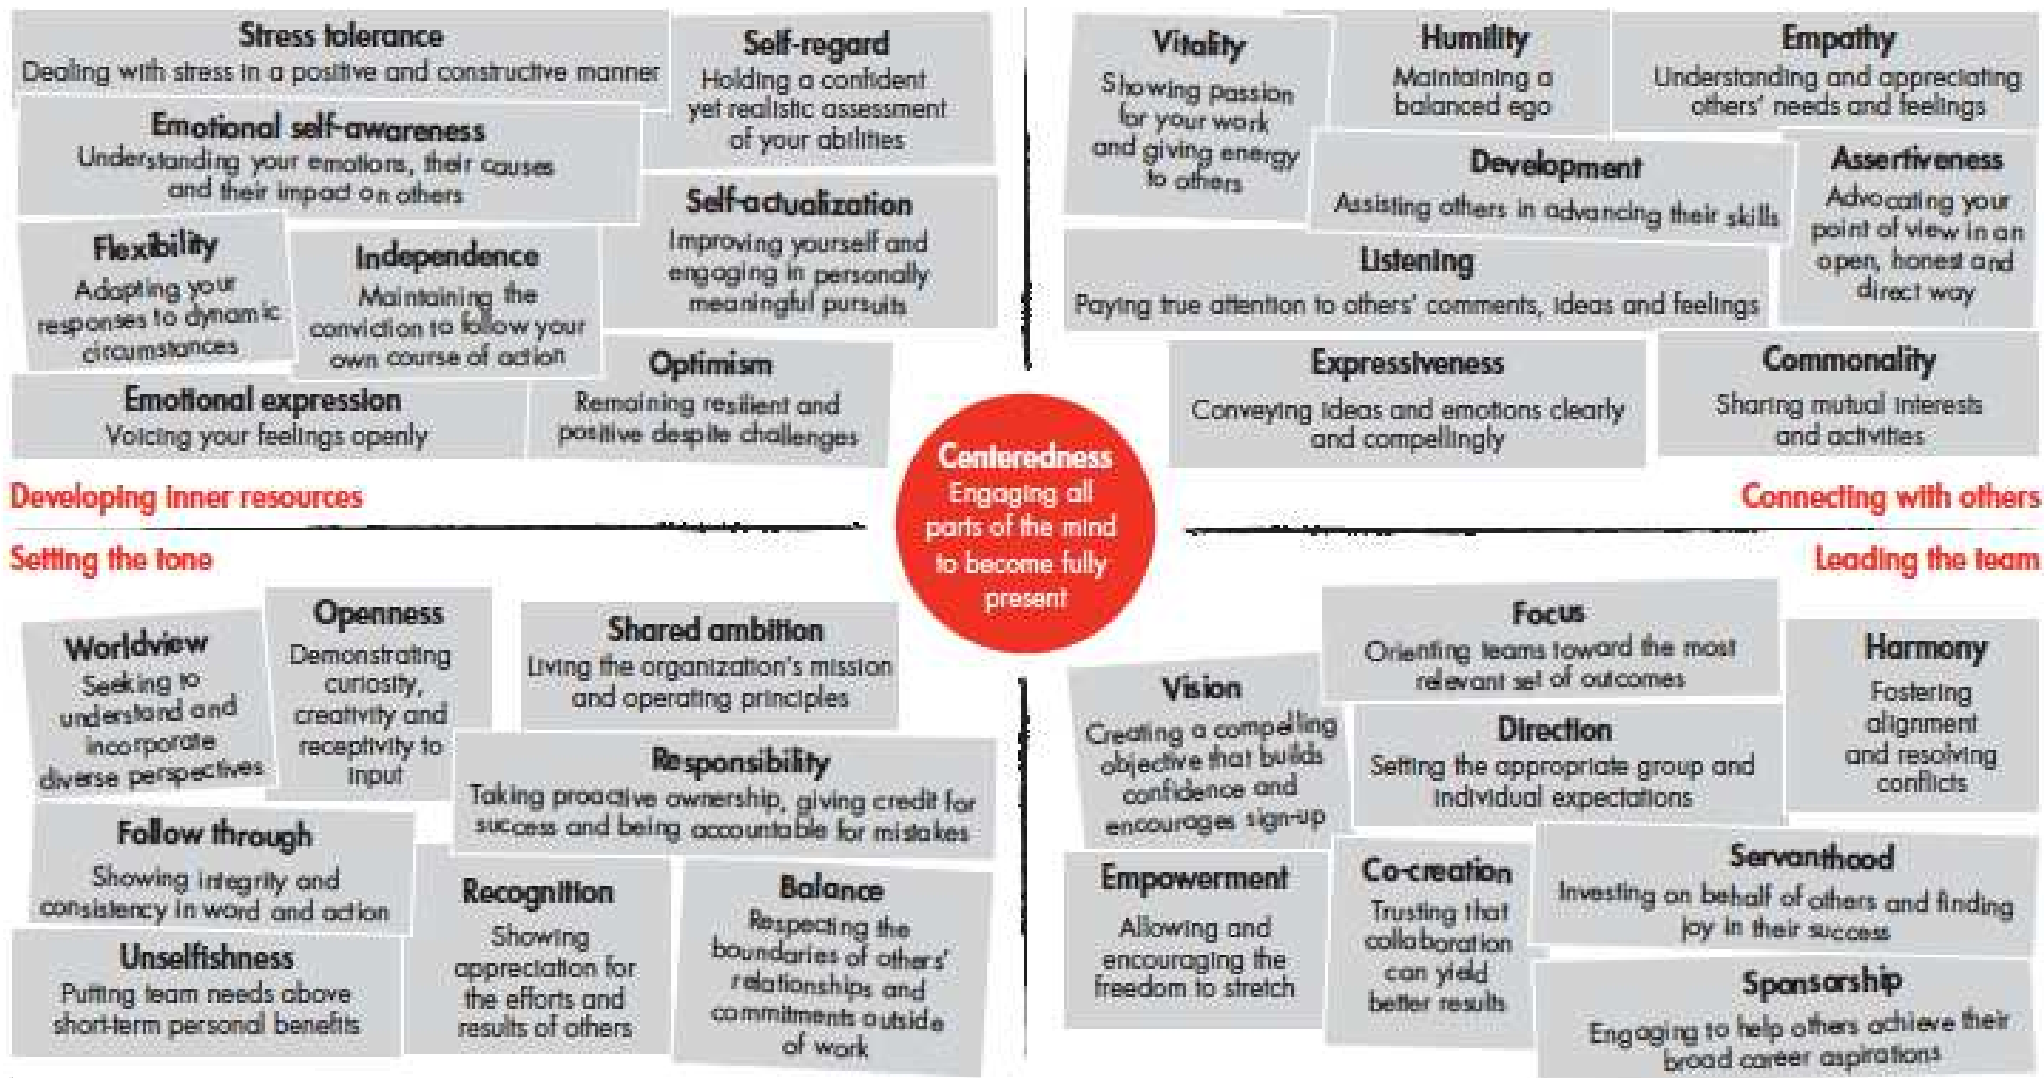 Stress tolerance
Dealing with stress in a positive and constructive manner
Self-regard
Holding a confident
yet realistic assessment
of your abilities
Emotional self-awareness
Understanding your emotions, their causes
and their impact on others
Self-actualization
Improving yourself and
engaging in personally
meaningful pursuits
Flexibility
Adapting your
responses to dynamic
circumstances
Independence
Maintaining the
conviction to follow your
own course of action
Optimism
Remaining resilient and
positive despite challenges
Emotional expression
Voicing your feelings openly
Developing inner resources
Vitality
Showing passion
for your work
and giving energy
to others
Humility
Maintaining a
balanced ego
Empathy
Understanding and appreciating
others' needs and feelings
Development
Assisting others in advancing their skills
Assertiveness
Advocating your
point of view in an
open, honest and
direct way
Listening
Paying true attention to others' comments, ideas and feelings
Expressiveness
Conveying ideas and emotions clearly
and compellingly
Commonality
Sharing mutual interests
and activities
Connecting with others
Centeredness
Engaging all
parts of the mind
to become fully
present
Setting the tone
Worldview
Seeking to
understand and
incorporate
diverse perspectives
Openness
Demonstrating
curiosity,
creativity and
receptivity to
input
Shared ambition
Living the organization's mission
and operating principles
Responsibility
Taking proactive ownership, giving credit for
success and being accountable for mistakes
Follow through
Showing integrity and
consistency in word and action
Recognition
Showing
appreciation for
the efforts and
results of others
Balance
Respecting the
boundaries of others'
relationships and
commitments outside
of work
Unselfishness
Putting team needs above
short-term personal benefits
Leading the team
Focus
Orienting teams toward the most
relevant set of outcomes
Harmony
Fostering
alignment
and resolving
conflicts
Vision
Creating a compelling
objective that builds
confidence and
encourages sign-up
Direction
Setting the appropriate group and
individual expectations
Empowerment
Allowing and
encouraging the
freedom to stretch
Co-creation
Trusting that
collaboration
can yield
better results
Servanthood
Investing on behalf of others and finding
joy in their success
Sponsorship
Engaging to help others achieve their
broad career aspirations